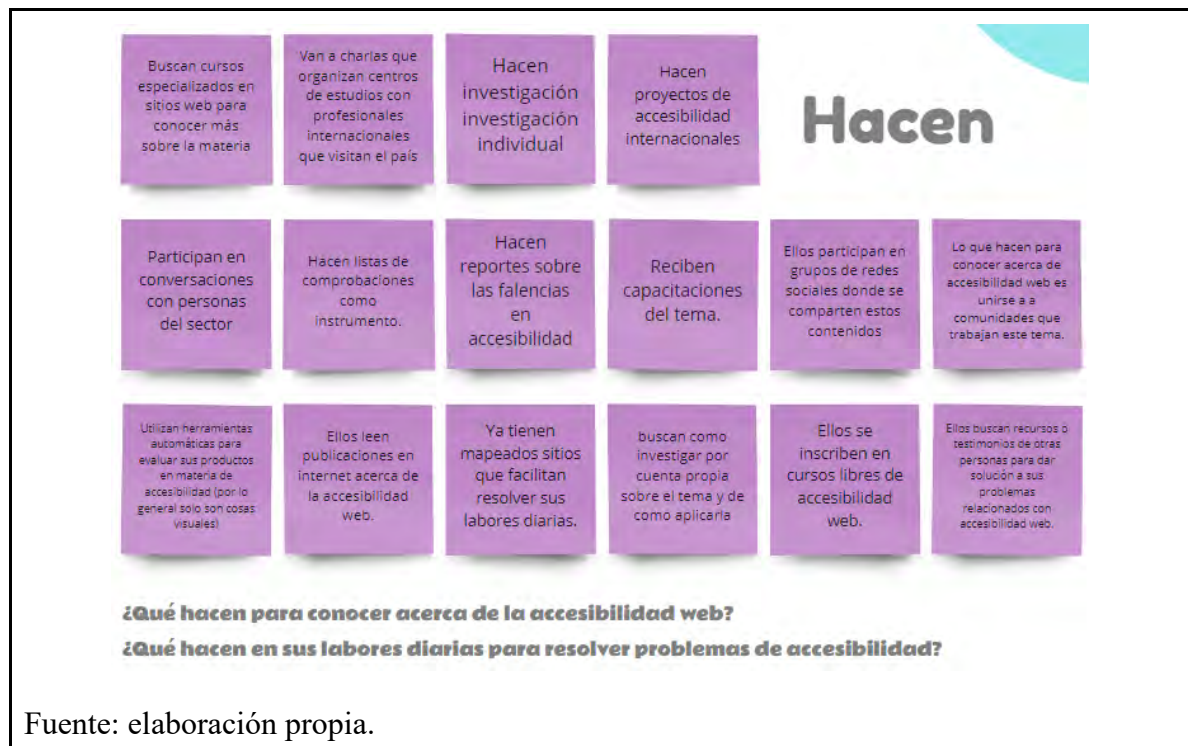 Buscan cursos
especializados en
sitios web para
conocer más
sobre la materia
Van a charlas que
organizan centros
de estudios con
profesionales
internacionales
que visitan el país
Hacen
investigación
investigación
individual
Hacen
proyectos de
accesibilidad
internacionales
Hacen
Participan en
conversaciones
con personas
del sector
Hacen listas de
comprobaciones
como
instrumento.
Hacen
reportes sobre
las falencias
en
accesibilidad
Reciben
capacitaciones
del tema.
Ellos participan en
grupos de redes
sociales donde se
comparten estos
contenidos
Lo que hacen para
conocer acerca de
accesibilidad web es
unirse a a
comunidades que
trabajan este tema.
Utilizan herramientas
automáticas para
evaluar sus productos
en materia de
accesibilidad (por lo
general solo son cosas
visuales)
Ellos leen
publicaciones en
internet acerca de
la accesibilidad
web.
Ya tienen
mapeados sitios
que facilitan
resolver sus
labores diarias.
buscan como
investigar por
cuenta propia
sobre el tema y de
como aplicarla
Ellos se
inscriben en
cursos libres de
accesibilidad
web.
Ellos buscan recursos o
testimonios de otras
personas para dar
solución a sus
problemas
relacionados con
accesibilidad web.
¿Qué hacen para conocer acerca de la accesibilidad web?
¿Qué hacen en sus labores diarias para resolver problemas de accesibilidad?
Fuente: elaboración propia.